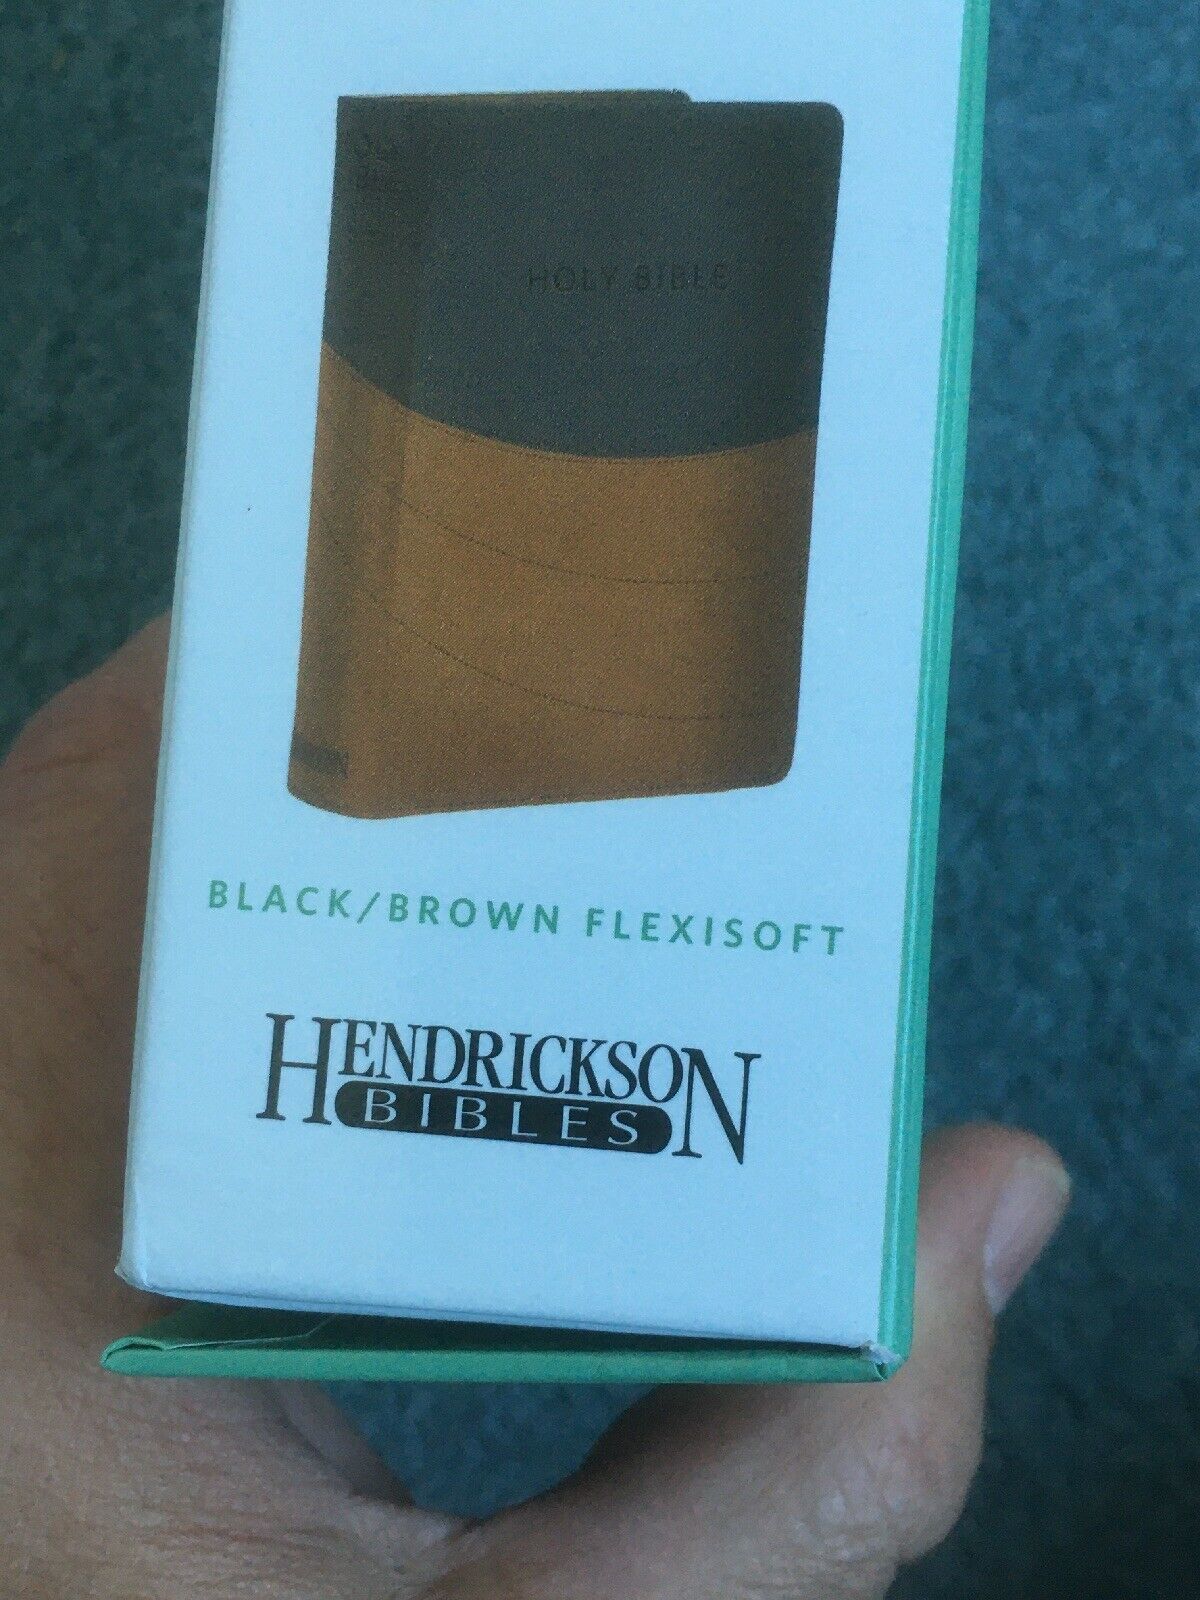 HOLY BIBLE
BLACK/BROWN FLEXISOFT
HENDRICKSON
BIBLES